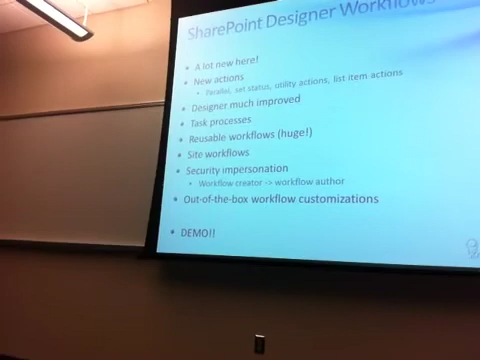 SharePoint Designer Workflows
A lot new here!
New actions
Parallel, set status, utility actions, list item actions
Designer much improved
Task processes
Reusable workflows (huge!)
Site workflows
Security impersonation
Workflow creator -> workflow author
Out-of-the-box workflow customizations
DEMO!!